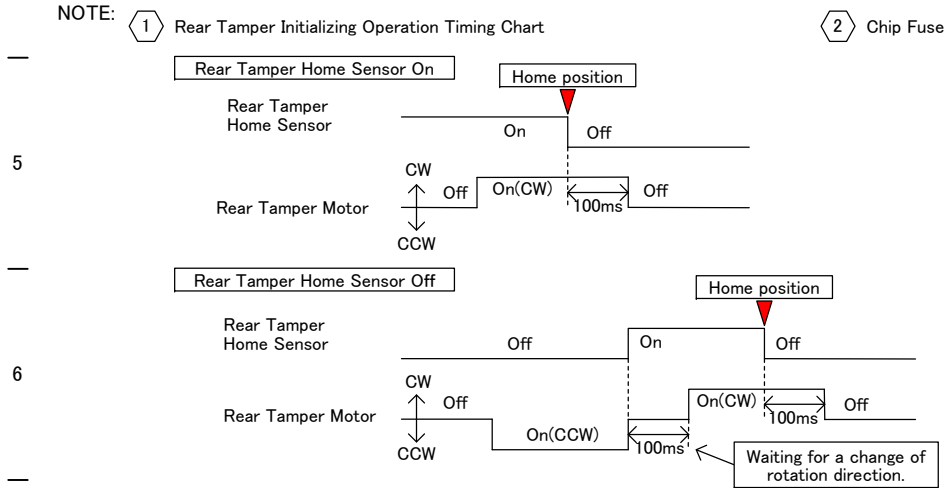 NOTE:
1 Rear Tamper Initializing Operation Timing Chart
2 Chip Fuse
Rear Tamper Home Sensor On
Home position
Rear Tamper
Home Sensor
On
Off
5
CW
Off
On(CW)
Off
Rear Tamper Motor
100ms
CCW
Rear Tamper Home Sensor Off
Home position
Rear Tamper
Home Sensor
Off
On
Off
6
CW
Off
On(CW)
Off
Rear Tamper Motor
100ms
On(CCW)
CCW
100ms
Waiting for a change of
rotation direction.